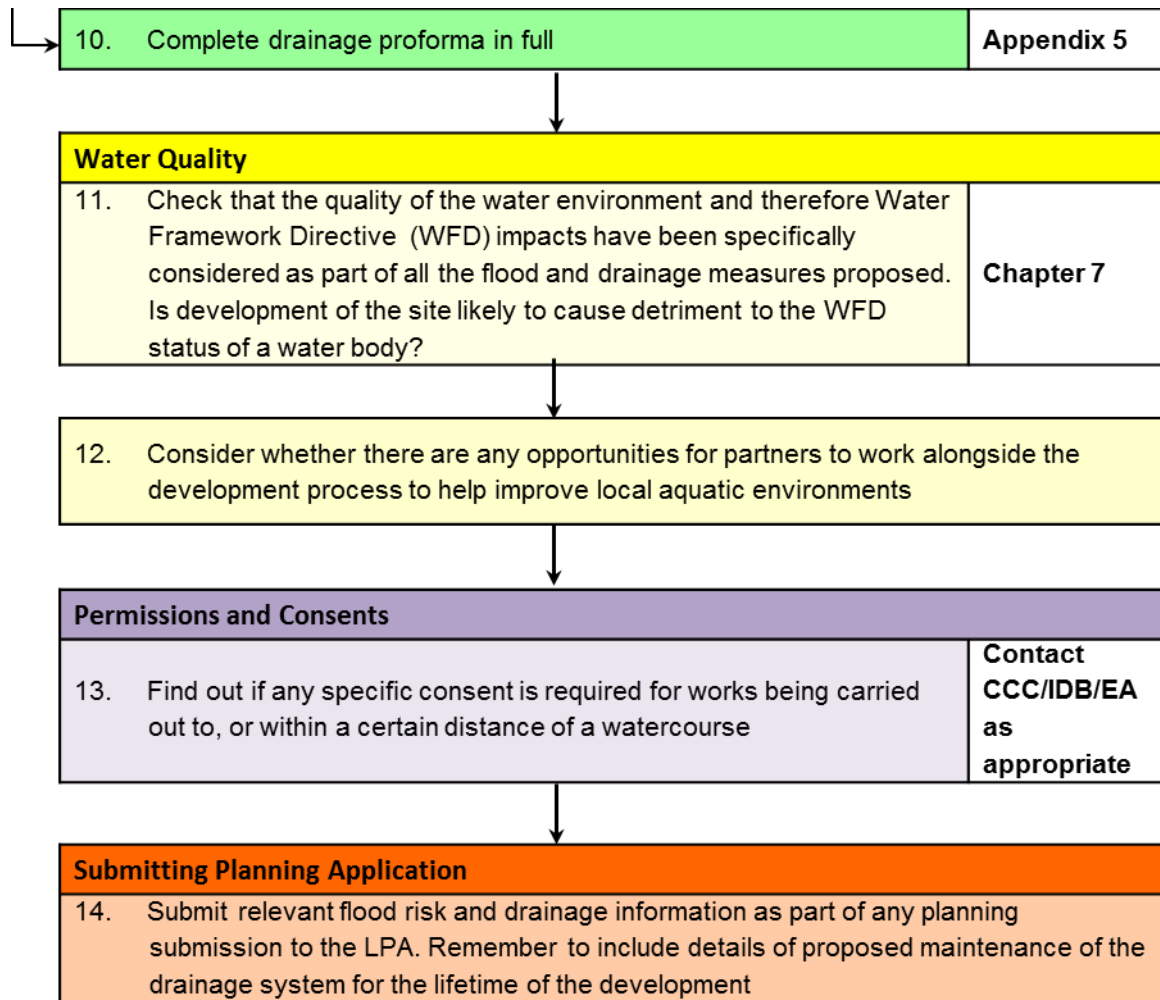 10. Complete drainage proforma in full
Appendix 5
Water Quality
11. Check that the quality of the water environment and therefore Water
Framework Directive (WFD) impacts have been specifically
considered as part of all the flood and drainage measures proposed.
Is development of the site likely to cause detriment to the WFD
status of a water body?
Chapter 7
12. Consider whether there are any opportunities for partners to work alongside the
development process to help improve local aquatic environments
Permissions and Consents
13. Find out if any specific consent is required for works being carried
out to, or within a certain distance of a watercourse
Contact
CCC/IDB/EA
as
appropriate
Submitting Planning Application
14. Submit relevant flood risk and drainage information as part of any planning
submission to the LPA. Remember to include details of proposed maintenance of the
drainage system for the lifetime of the development